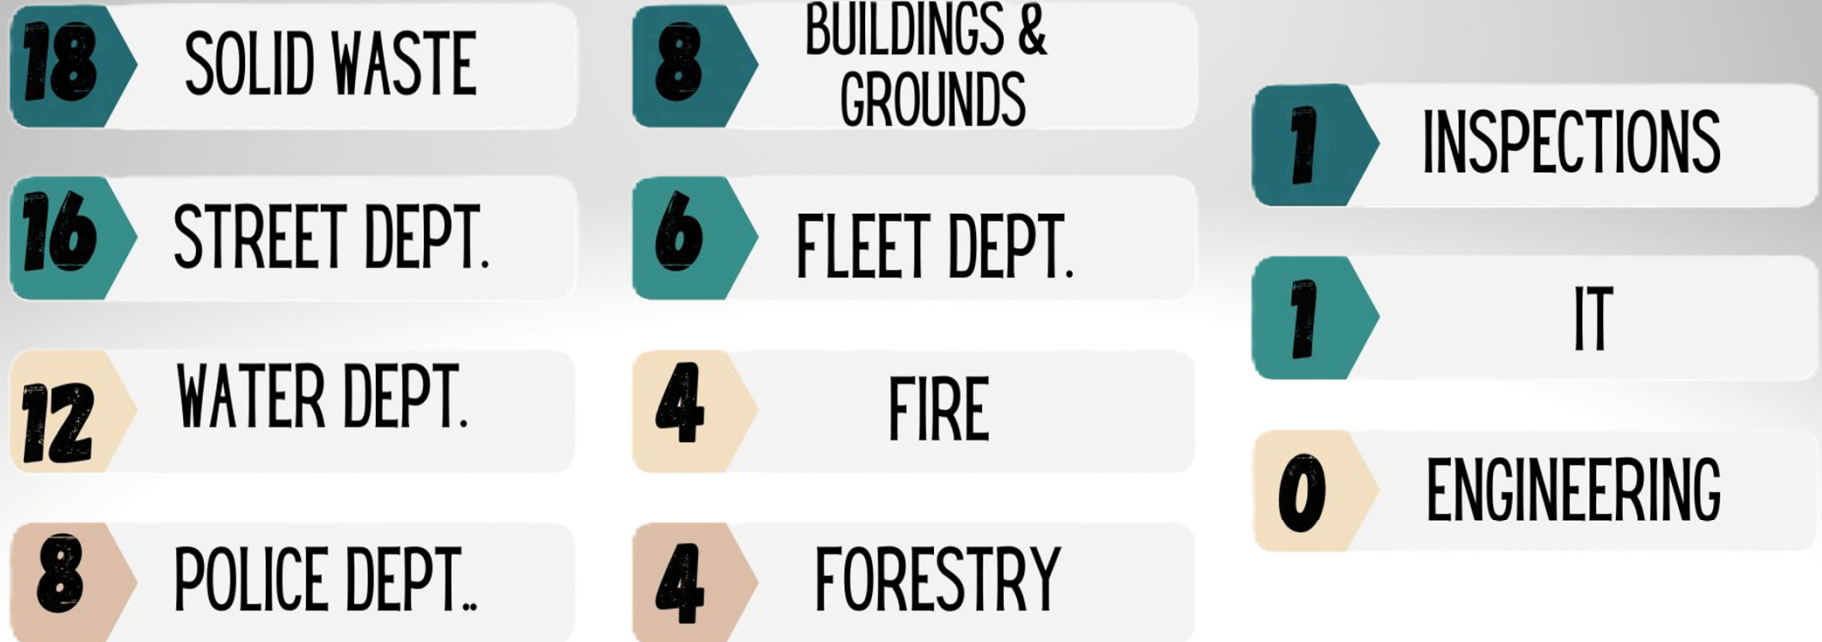 18 SOLID WASTE
16 STREET DEPT.
12 WATER DEPT.
8 POLICE DEPT..
8 BUILDINGS &
GROUNDS
6 FLEET DEPT.
4 FIRE
4 FORESTRY
1 INSPECTIONS
1 IT
0 ENGINEERING